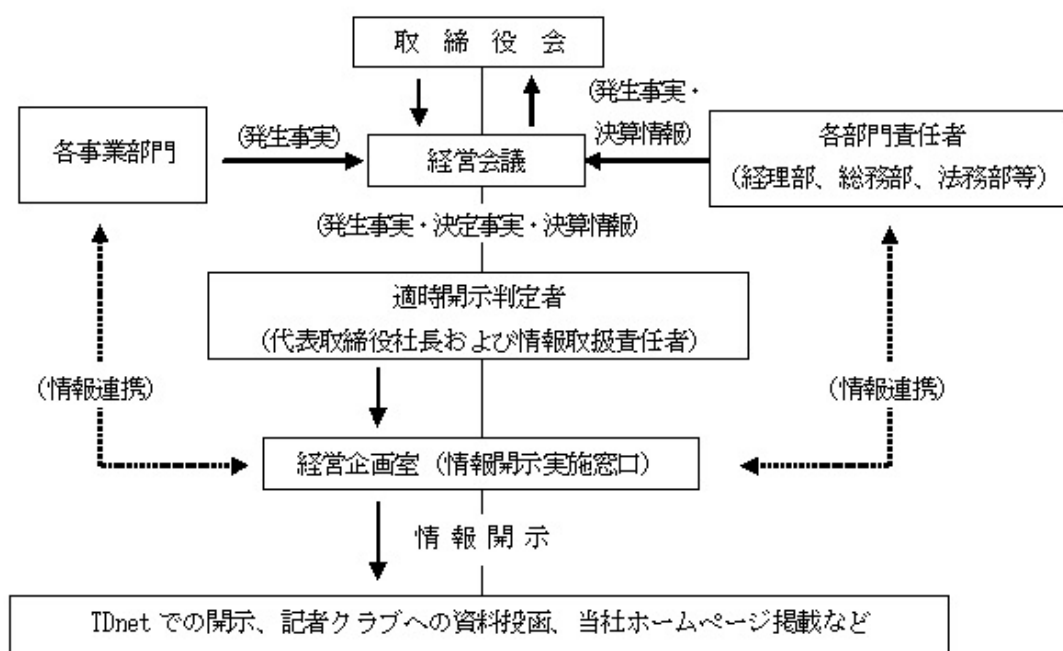 取締役会
(発生事実・
決算情報)
各事業部門
(発生事実)
経営会議
各部門責任者
(経理部、総務部、法務部等)
(発生事実・決定事実・決算情報)
適時開示判定者
(代表取締役社長および情報取扱責任者)
(情報連携)
(情報連携)
経営企画室(情報開示実施窓口)
情報開示
TDnetでの開示、記者クラブへの資料投函、当社ホームページ掲載など